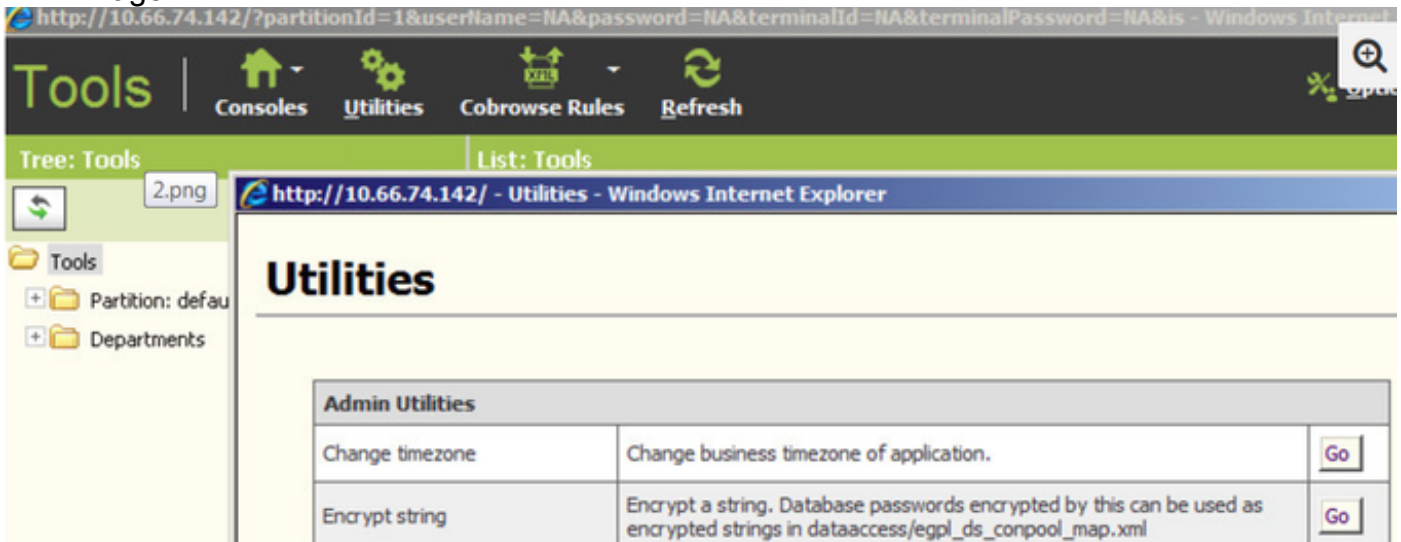 http://10.66.74.142/?partitionId=1&userName=NA&password=NA&terminalId=NA&terminalPassword=NA&is - Windows Internet
Tools
Consoles
Utilities
Cobrowse Rules
Refresh
XML
Tree: Tools
List: Tools
2.png
http://10.66.74.142/ - Utilities - Windows Internet Explorer
Tools
Partition: defau
Departments
Utilities
Admin Utilities
Change timezone
Change business timezone of application.
Go
Encrypt string
Encrypt a string. Database passwords encrypted by this can be used as
encrypted strings in dataaccess/egpl_ds_conpool_map.xml
Go